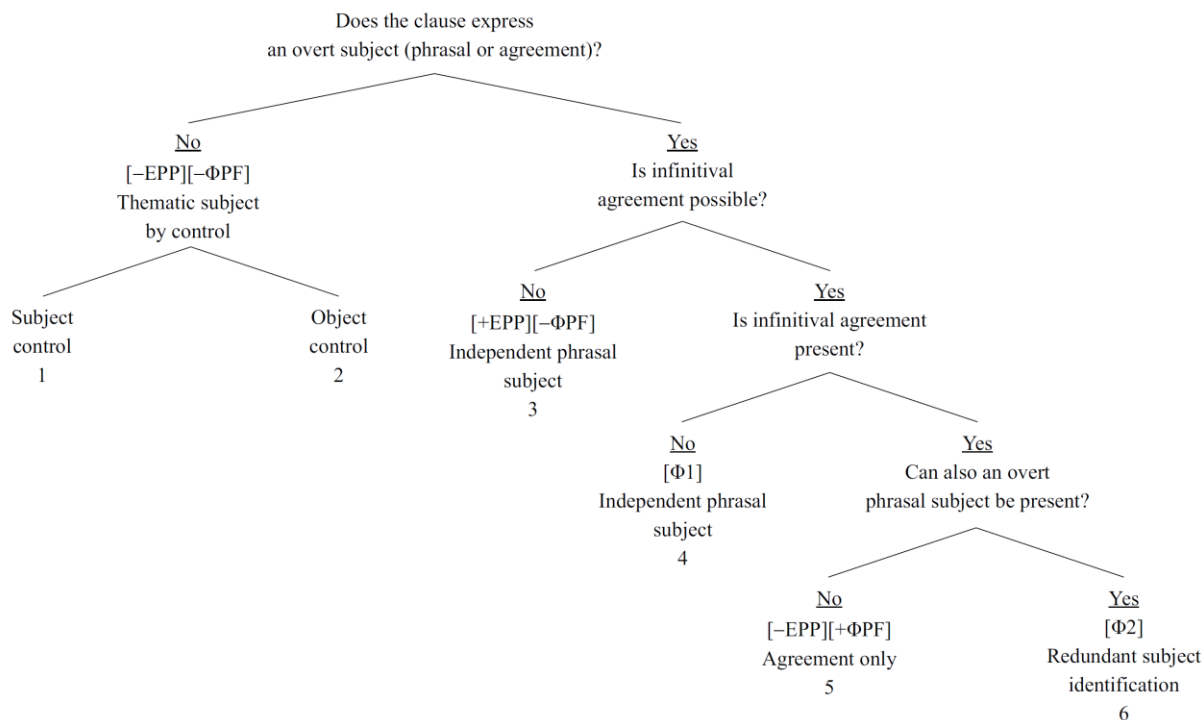 Does the clause express
an overt subject (phrasal or agreement)?
No
[–EPP][–ΦPF]
Thematic subject
by control
Yes
Is infinitival
agreement possible?
Subject
control
1
Object
control
2
No
[+EPP][–ΦPF]
Independent phrasal
subject
3
Yes
Is infinitival agreement
present?
No
[Φ1]
Independent phrasal
subject
4
Yes
Can also an overt
phrasal subject be present?
No
[–EPP][+ΦPF]
Agreement only
5
Yes
[Φ2]
Redundant subject
identification
6